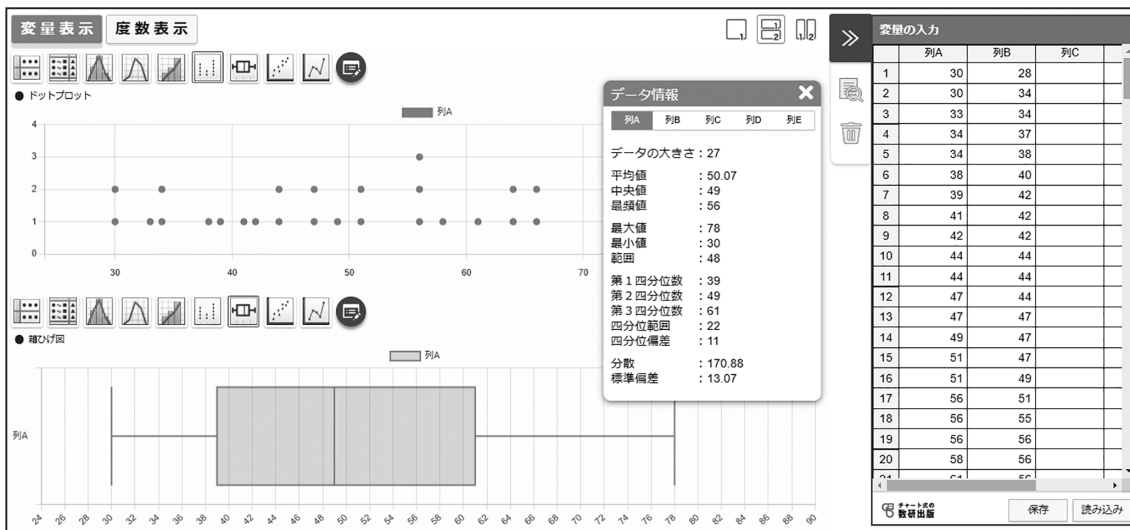 変量表示 度数表示
1 1 2 1 2
● ドットプロット
列A
4
3
2
1
0
30 40 50 60 70
● 箱ひげ図
列A
列A
24 26 28 30 32 34 36 38 40 42 44 46 48 50 52 54 56 58 60 62 64 66 68 70 72 74 76 78 80 82 84 86 88 90
データ情報
列A 列B 列C 列D 列E
データの大きさ : 27
平均値 : 50.07
中央値 : 49
最頻値 : 56
最大値 : 78
最小値 : 30
範囲 : 48
第1四分位数 : 39
第2四分位数 : 49
第3四分位数 : 61
四分位範囲 : 22
四分位偏差 : 11
分散 : 170.88
標準偏差 : 13.07
変量の入力
列A 列B 列C
1 30 28
2 30 34
3 33 34
4 34 37
5 34 38
6 38 40
7 39 42
8 41 42
9 42 42
10 44 44
11 44 44
12 47 44
13 47 47
14 49 47
15 51 47
16 51 49
17 56 51
18 56 55
19 56 56
20 58 56
21 61 56
チャート式の
数研出版
保存 読み込み